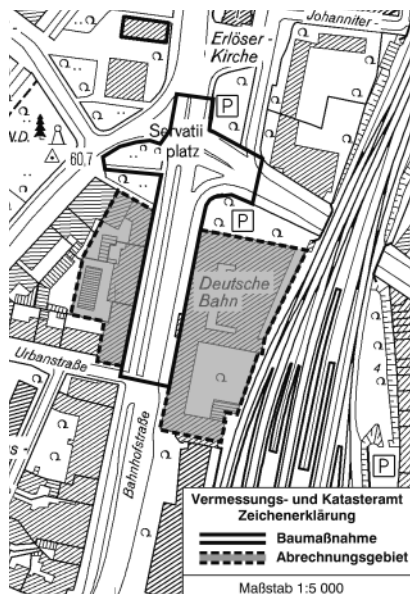 Johanniter -
Erlöser-
Kirche
P
Servatii
platz
N.D.
60,7
P
Deutsche
Bahn
Urbanstraße
4
Bahnhofstraße
P
Vermessungs- und Katasteramt
Zeichenerklärung
Baumaßnahme
Abrechnungsgebiet
Maßstab 1:5 000